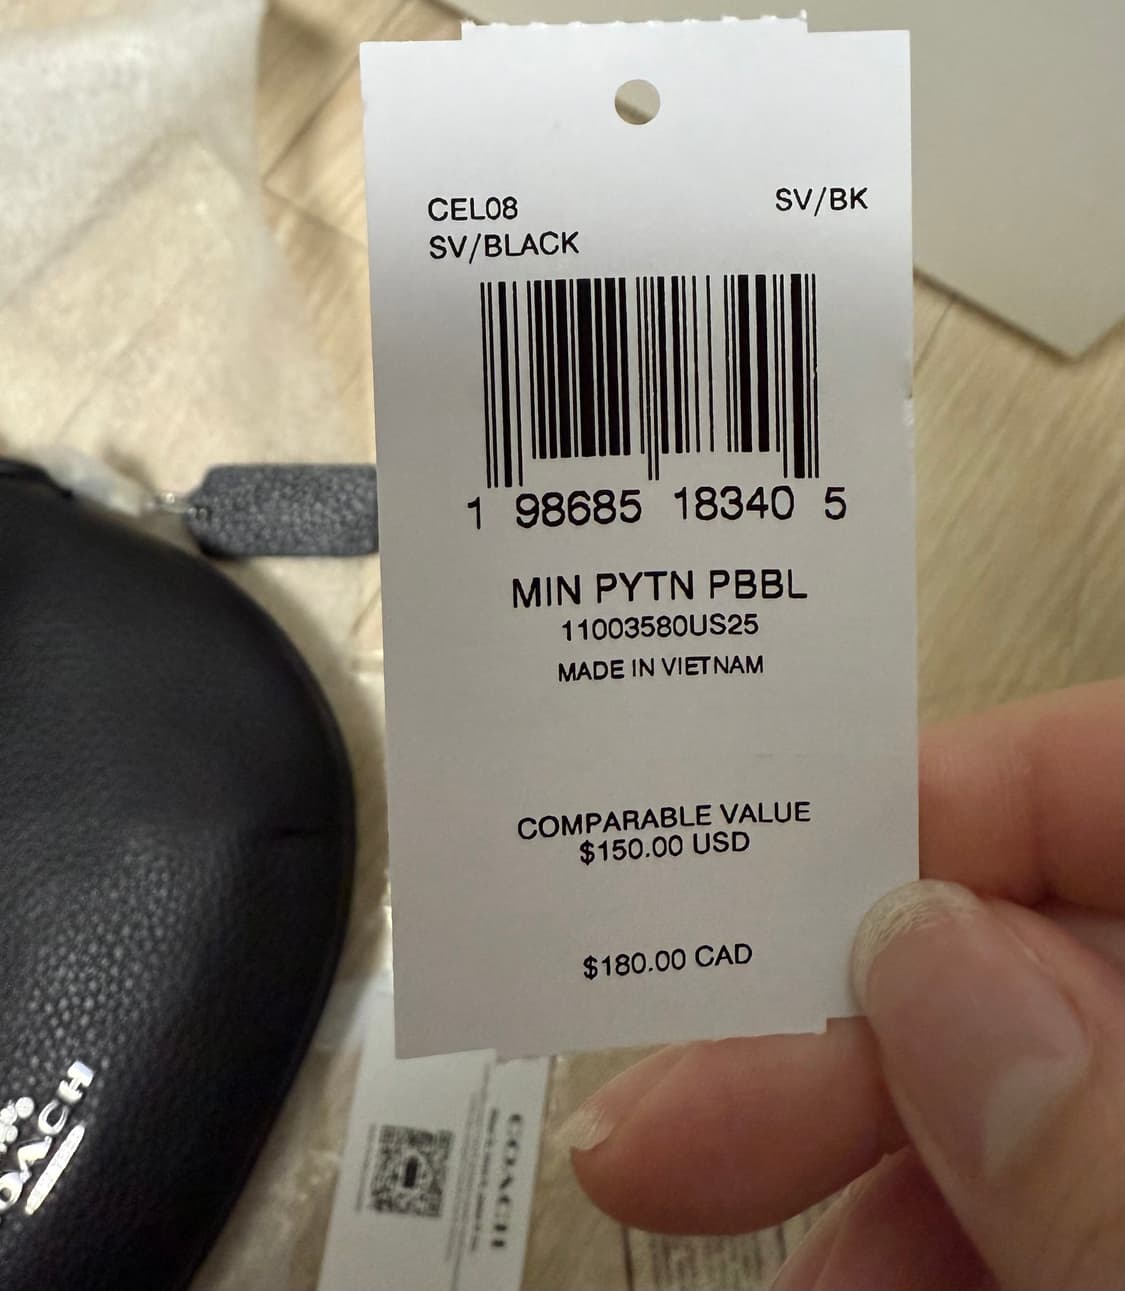 CEL08
SV/BK
SV/BLACK
1 98685 18340 5
MIN PYTN PBBL
11003580US25
MADE IN VIETNAM
COMPARABLE VALUE
$150.00 USD
$180.00 CAD
COACH
COACH